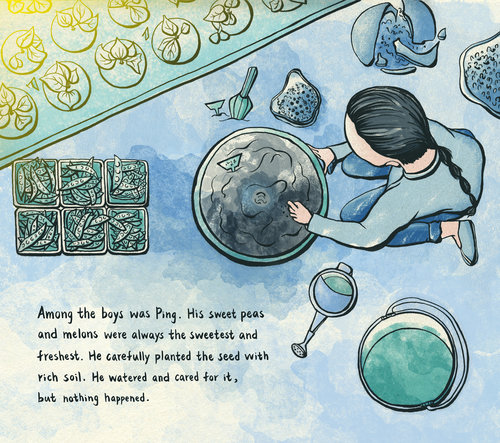 Among the boys was Ping. His sweet peas
and melons were always the sweetest and
freshest. He carefully planted the seed with
rich soil. He watered and cared for it,
but nothing happened.